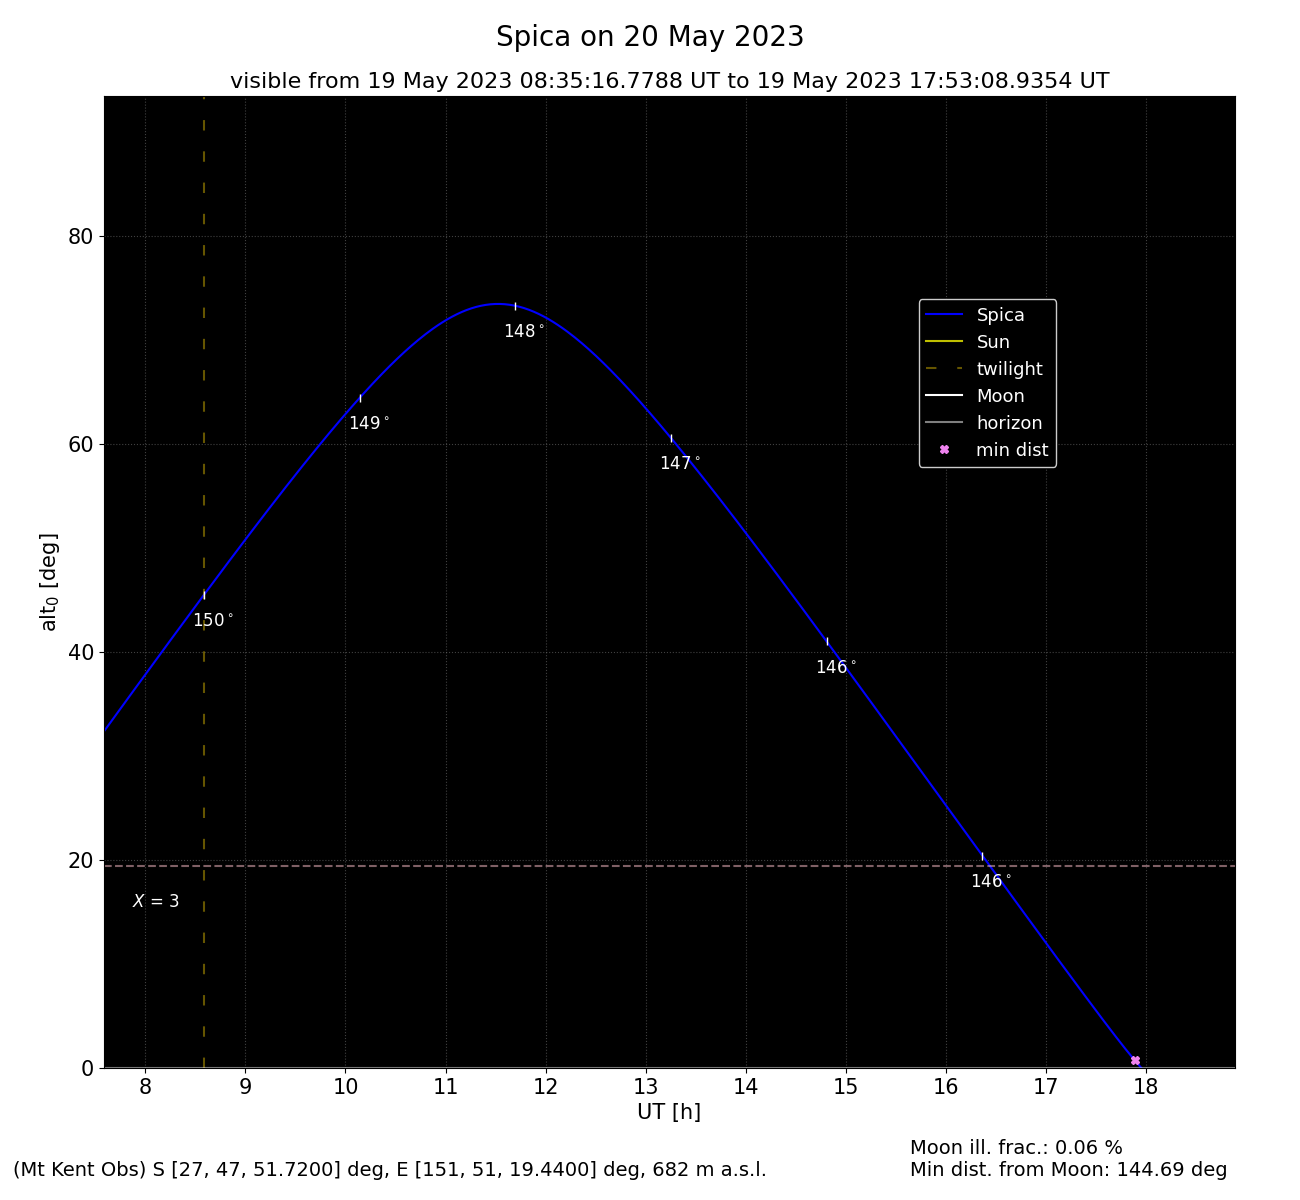 Spica on 20 May 2023
visible from 19 May 2023 08:35:16.7788 UT to 19 May 2023 17:53:08.9354 UT
80
60
40
20
0
alt₀ [deg]
148°
149°
147°
150°
146°
146°
X = 3
Spica
Sun
twilight
Moon
horizon
min dist
8 9 10 11 12 13 14 15 16 17 18
UT [h]
Moon ill. frac.: 0.06 %
(Mt Kent Obs) S [27, 47, 51.7200] deg, E [151, 51, 19.4400] deg, 682 m a.s.l.
Min dist. from Moon: 144.69 deg